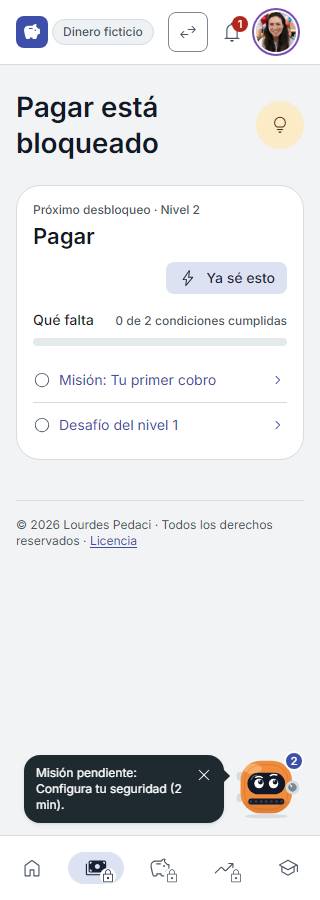 Dinero ficticio
1
Pagar está
bloqueado
Próximo desbloqueo · Nivel 2
Pagar
Ya sé esto
Qué falta
0 de 2 condiciones cumplidas
Misión: Tu primer cobro
Desafío del nivel 1
© 2026 Lourdes Pedaci · Todos los derechos
reservados · Licencia
Misión pendiente:
Configura tu seguridad (2
min).
2